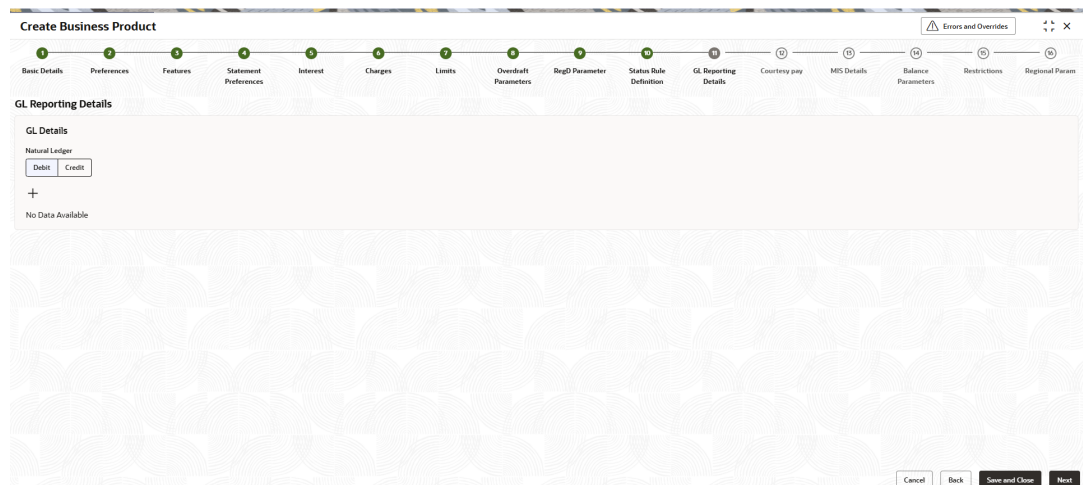 Create Business Product
Errors and Overrides
1 2 3 4 5 6 7 8 9 10 11 12 13 14 15 16
Basic Details Preferences Features Statement Preferences Interest Charges Limits Overdraft Parameters RegD Parameter Status Rule Definition GL Reporting Details Courtesy pay MIS Details Balance Parameters Restrictions Regional Param
GL Reporting Details
GL Details
Natural Ledger
Debit Credit
No Data Available
Cancel Back Save and Close Next